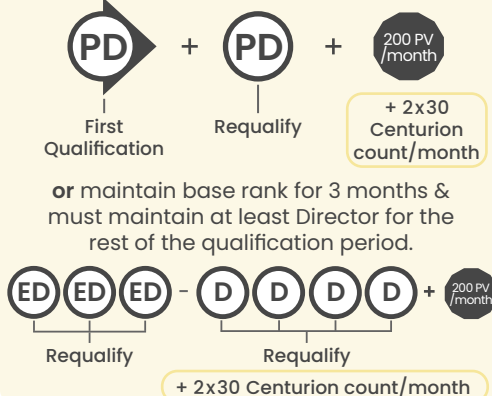 PD + PD + 200 PV
/month
First
Qualification
Requalify
+ 2x30
Centurion
count/month
or maintain base rank for 3 months &
must maintain at least Director for the
rest of the qualification period.
ED ED ED - D D D D + 200 PV
/month
Requalify
Requalify
+ 2x30 Centurion count/month